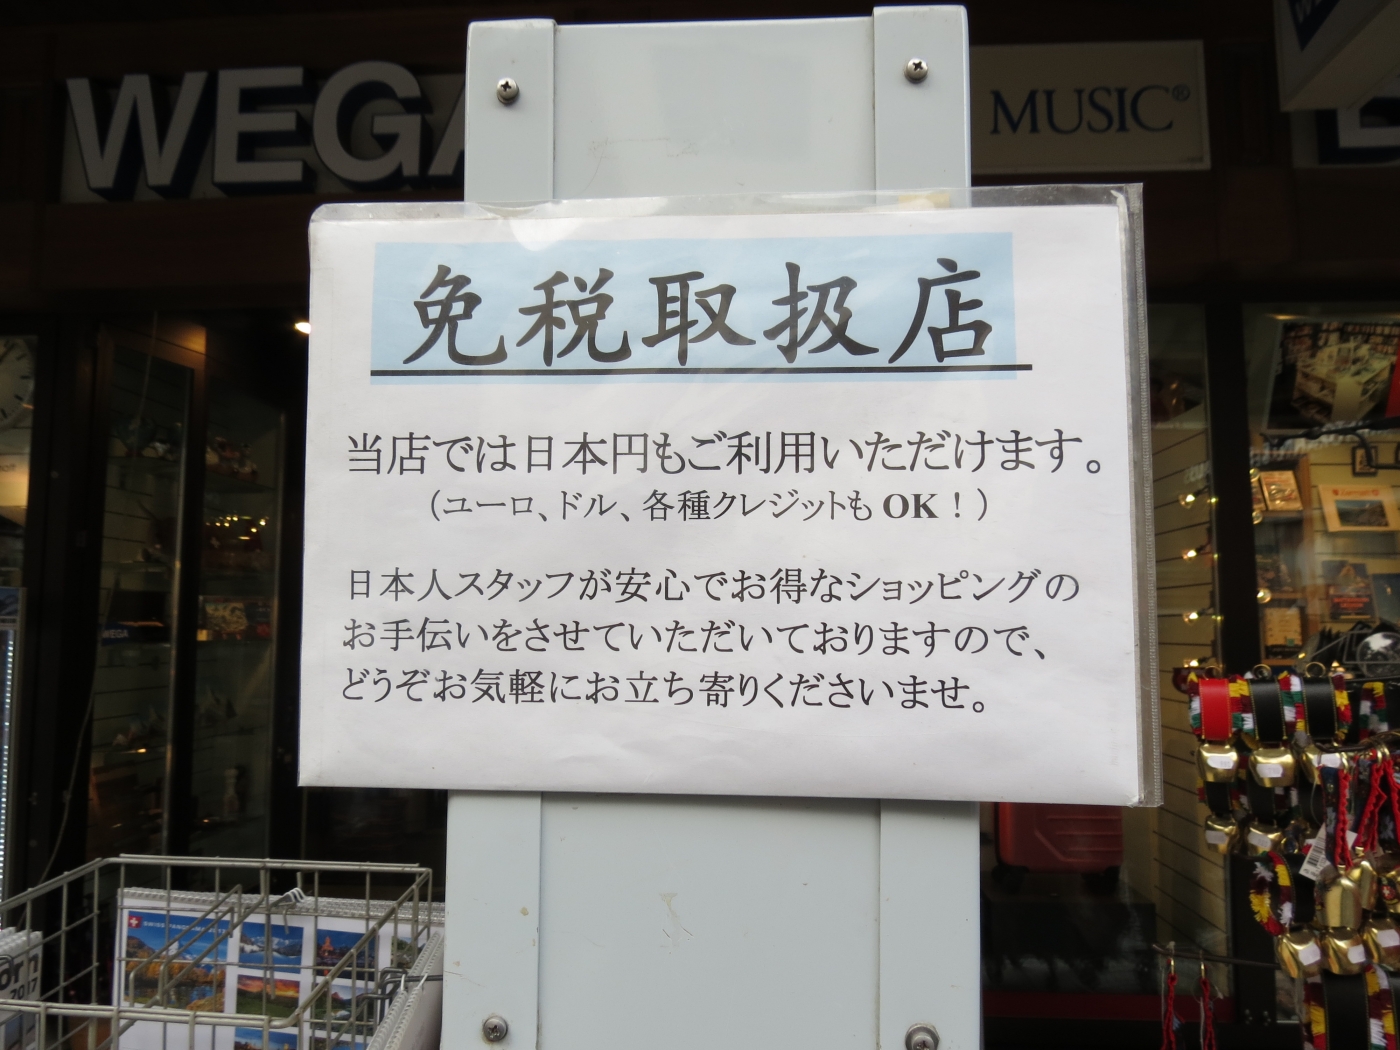 WEGA
MUSIC®
免税取扱店
当店では日本円もご利用いただけます。
（ユーロ、ドル、各種クレジットも OK！）
日本人スタッフが安心でお得なショッピングの
お手伝いをさせていただいておりますので、
どうぞお気軽にお立ち寄りくださいませ。
WEGA